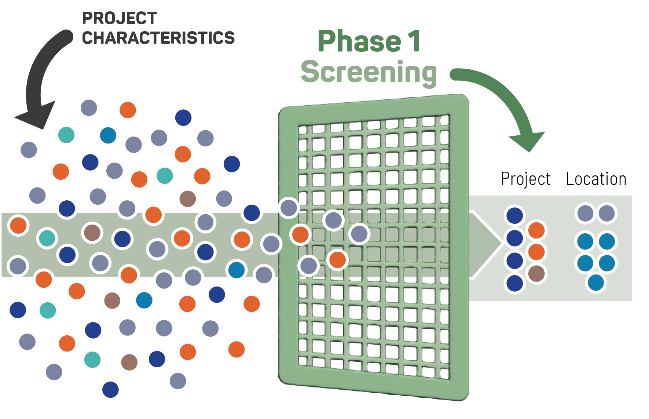 PROJECT
CHARACTERISTICS
Phase 1
Screening
Project
Location